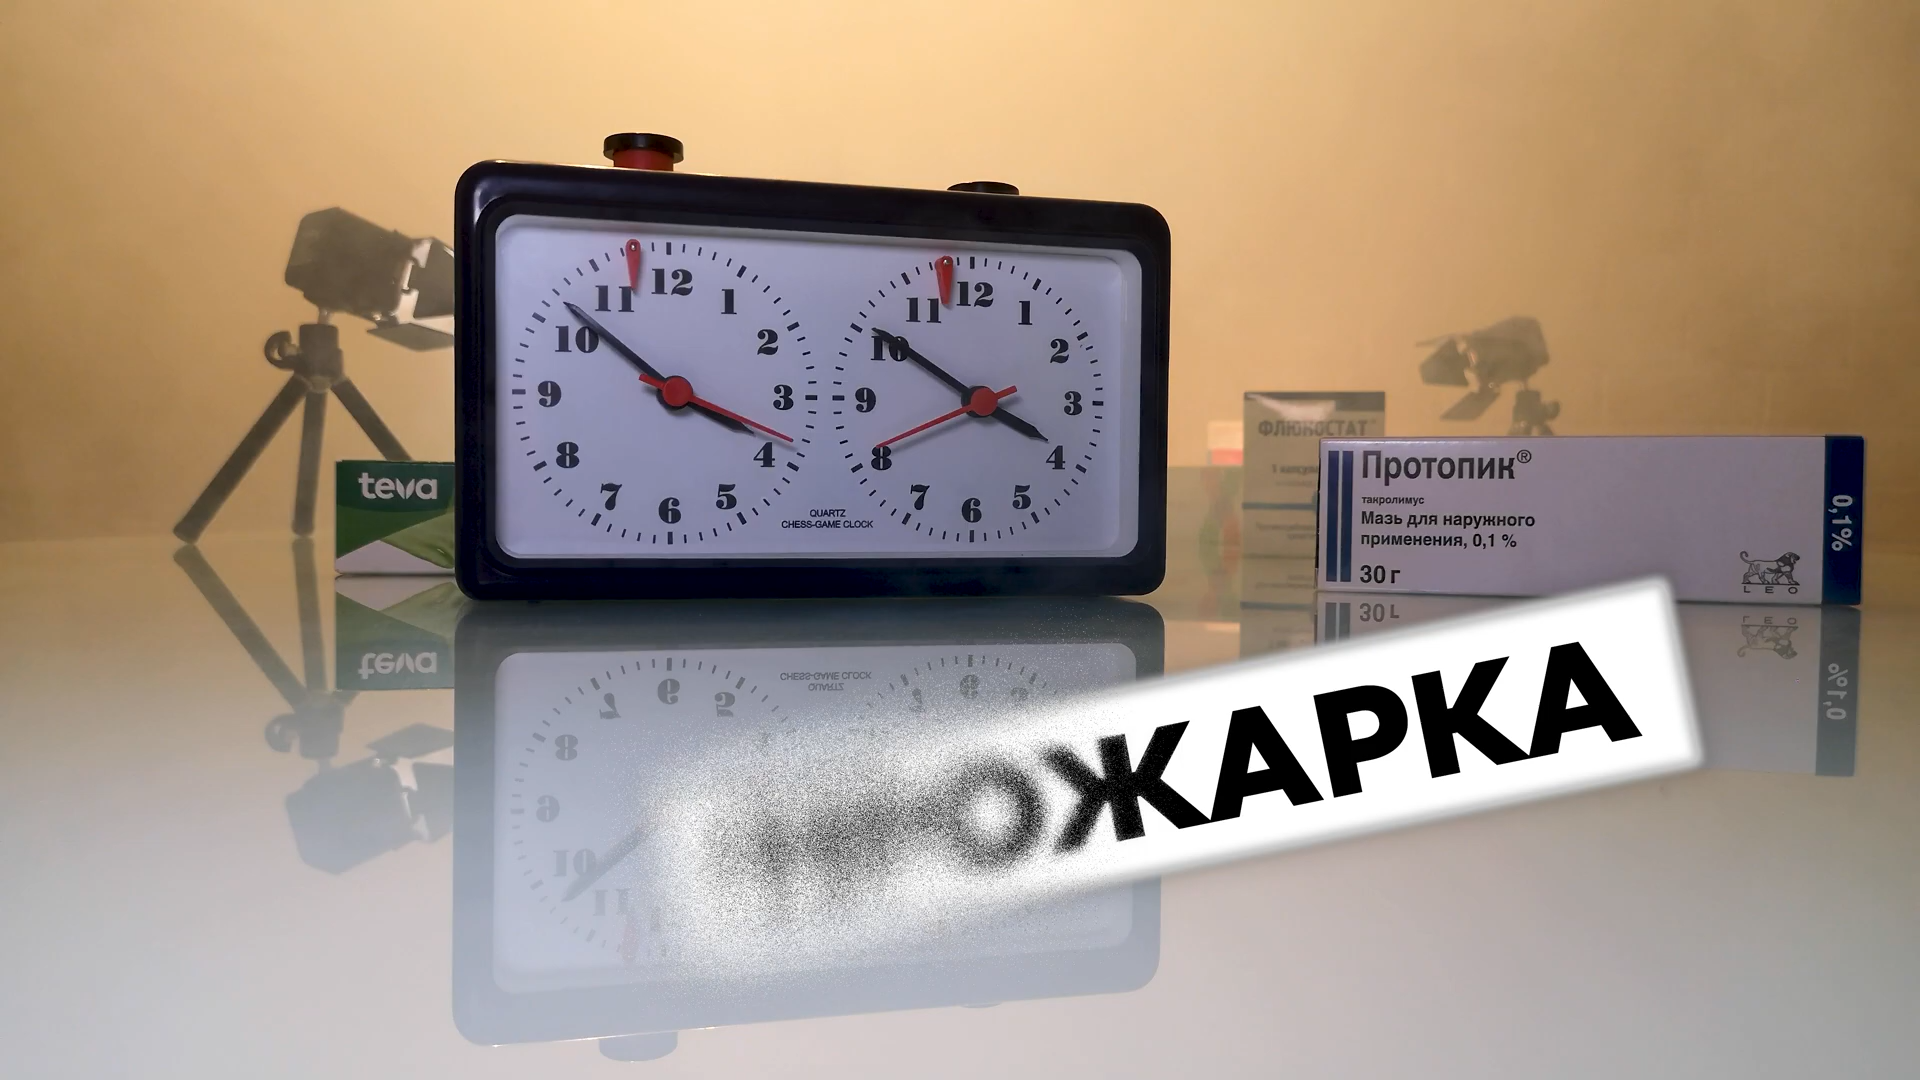 12
11 1
10 2
9 3
8 4
7 5
6
12
11 1
10 2
9 3
8 4
7 5
6
QUARTZ
CHESS-GAME CLOCK
teva
ФЛЮКОСТАТ
Протопик®
такролимус
Мазь для наружного
применения, 0,1 %
30 г
LEO
0,1%